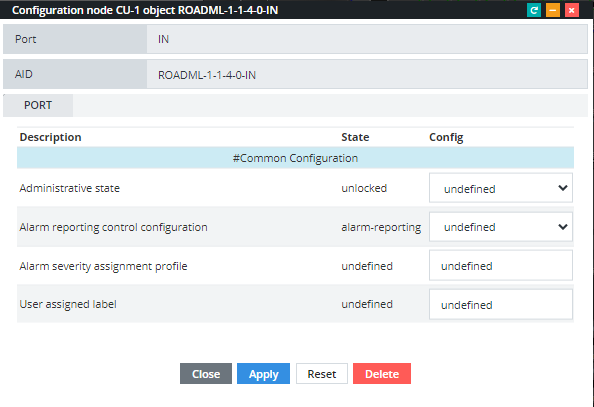 Configuration node CU-1 object ROADML-1-1-4-0-IN
Port IN
AID ROADML-1-1-4-0-IN
PORT
Description State Config
#Common Configuration
Administrative state unlocked undefined
Alarm reporting control configuration alarm-reporting undefined
Alarm severity assignment profile undefined undefined
User assigned label undefined undefined
Close Apply Reset Delete